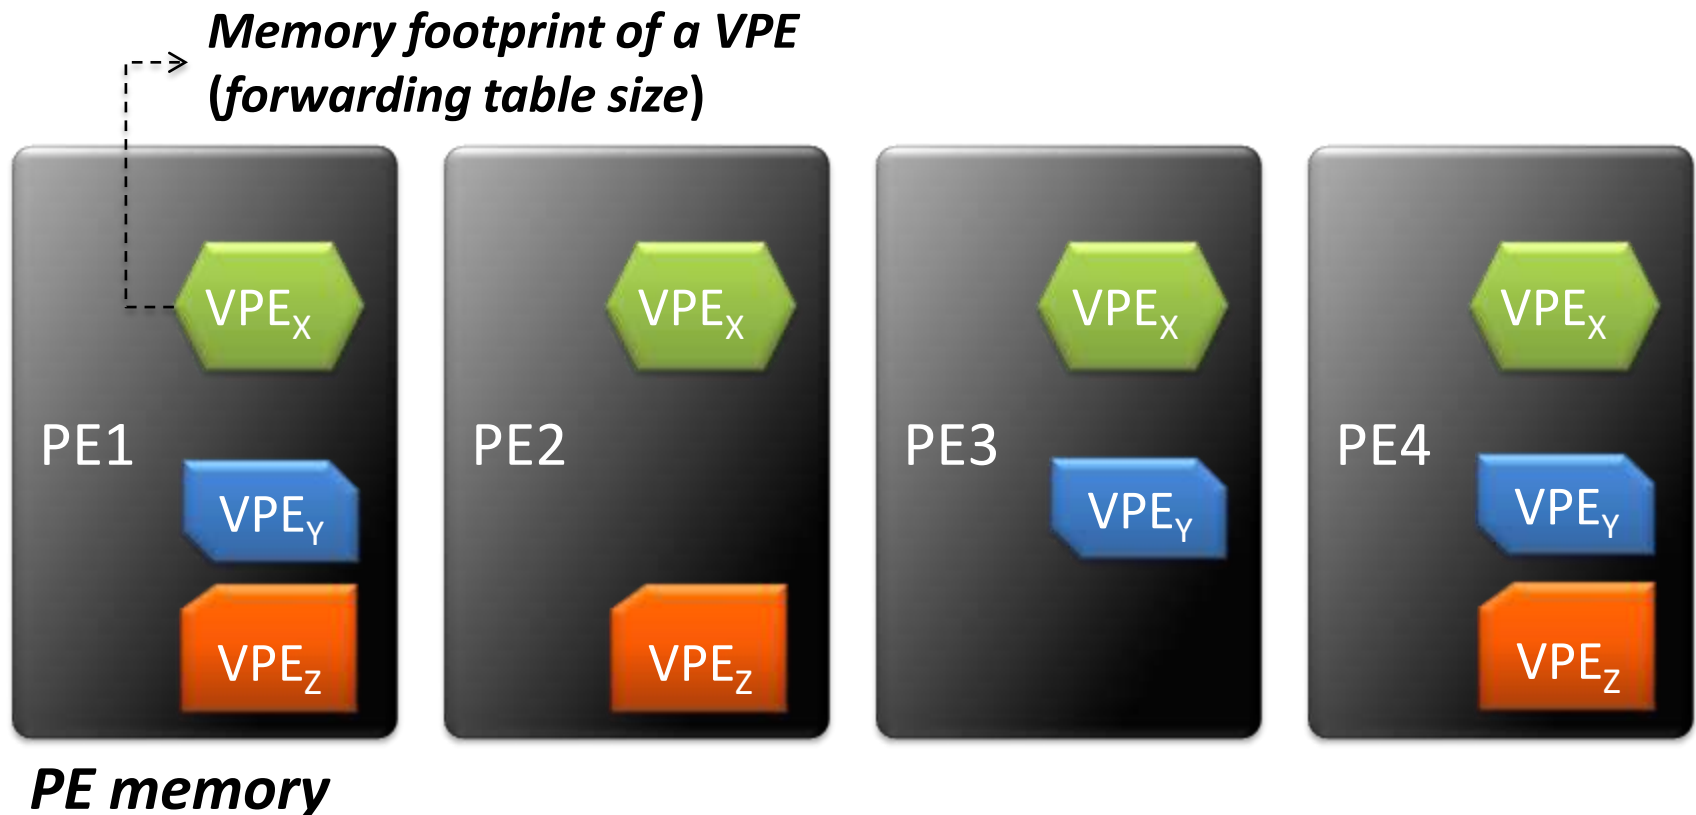 Memory footprint of a VPE
(forwarding table size)
PE1
VPEX
VPEY
VPEZ
PE2
VPEX
VPEZ
PE3
VPEX
VPEY
PE4
VPEX
VPEY
VPEZ
PE memory